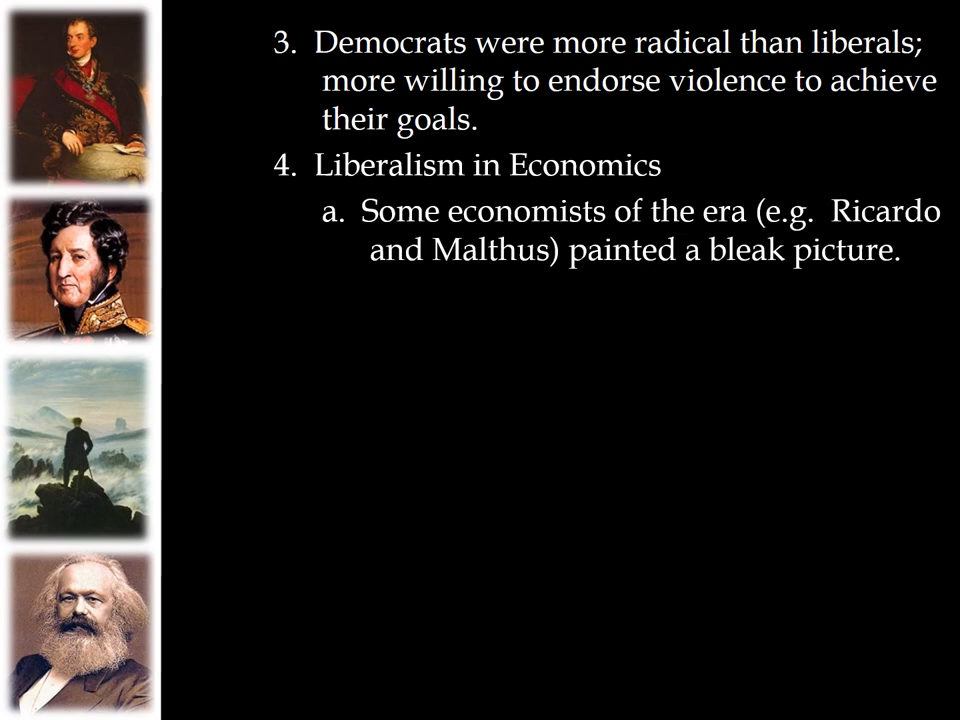 3. Democrats were more radical than liberals;
more willing to endorse violence to achieve
their goals.
4. Liberalism in Economics
a. Some economists of the era (e.g. Ricardo
and Malthus) painted a bleak picture.